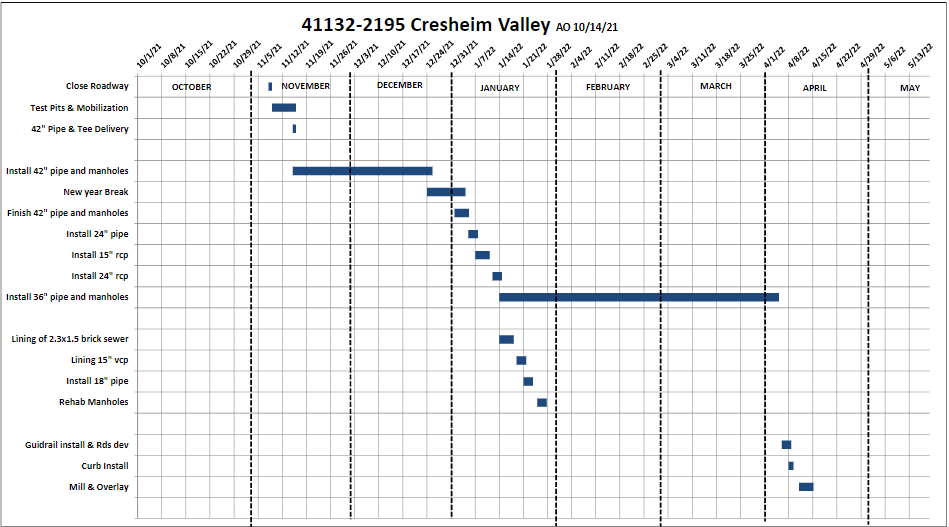 41132-2195 Cresheim Valley AO 10/14/21
10/1/21 10/8/21 10/15/21 10/22/21 10/29/21 11/5/21 11/12/21 11/19/21 11/26/21 12/3/21 12/10/21 12/17/21 12/24/21 12/31/21 1/7/22 1/14/22 1/21/22 1/28/22 2/4/22 2/11/22 2/18/22 2/25/22 3/4/22 3/11/22 3/18/22 3/25/22 4/1/22 4/8/22 4/15/22 4/22/22 4/29/22 5/6/22 5/13/22
Close Roadway OCTOBER NOVEMBER DECEMBER JANUARY FEBRUARY MARCH APRIL MAY
Test Pits & Mobilization
42" Pipe & Tee Delivery
Install 42" pipe and manholes
New year Break
Finish 42" pipe and manholes
Install 24" pipe
Install 15" rcp
Install 24" rcp
Install 36" pipe and manholes
Lining of 2.3x1.5 brick sewer
Lining 15" vcp
Install 18" pipe
Rehab Manholes
Guidrail install & Rds dev
Curb Install
Mill & Overlay